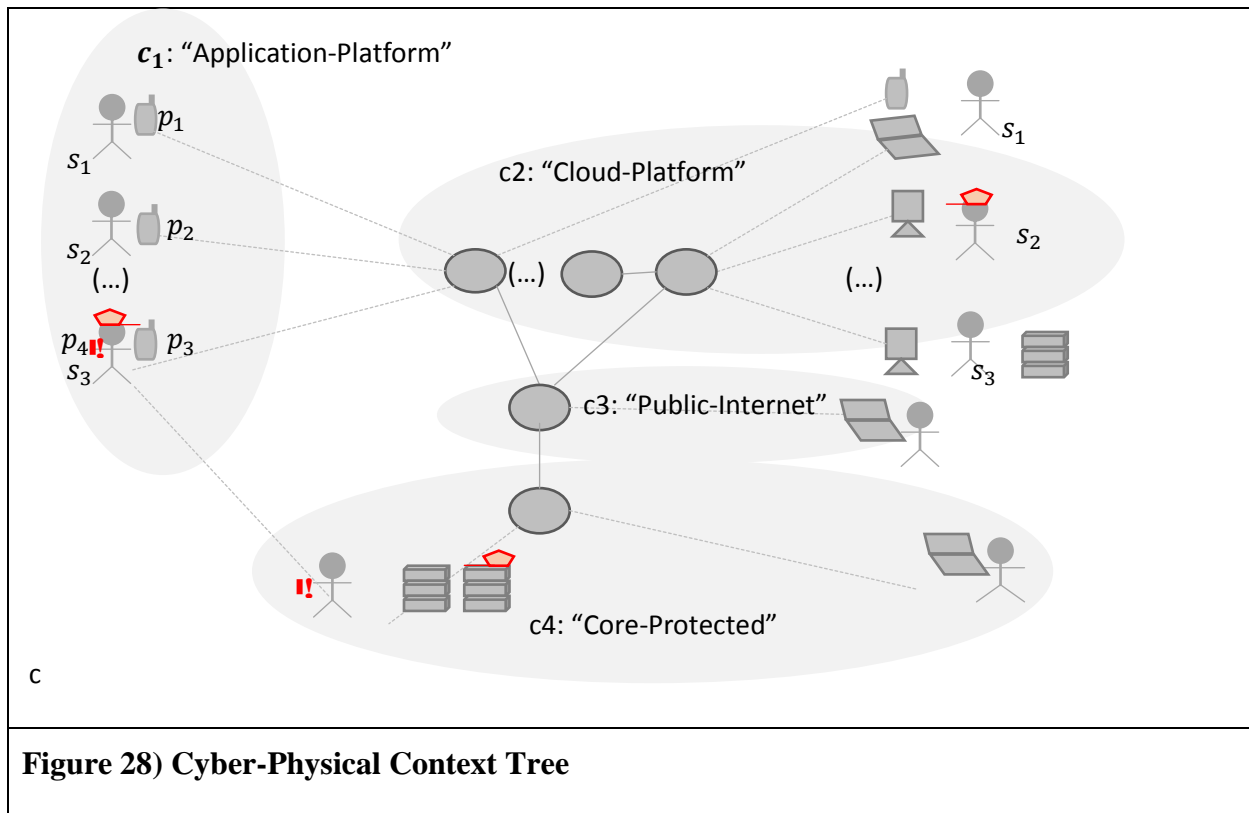 c₁: “Application-Platform”
p₁
s₁
s₁
c2: “Cloud-Platform”
p₂
s₂
s₂
(...)
(...)
(...)
p₄
!
p₃
s₃
s₃
c3: “Public-Internet”
!
c4: “Core-Protected”
c
Figure 28) Cyber-Physical Context Tree